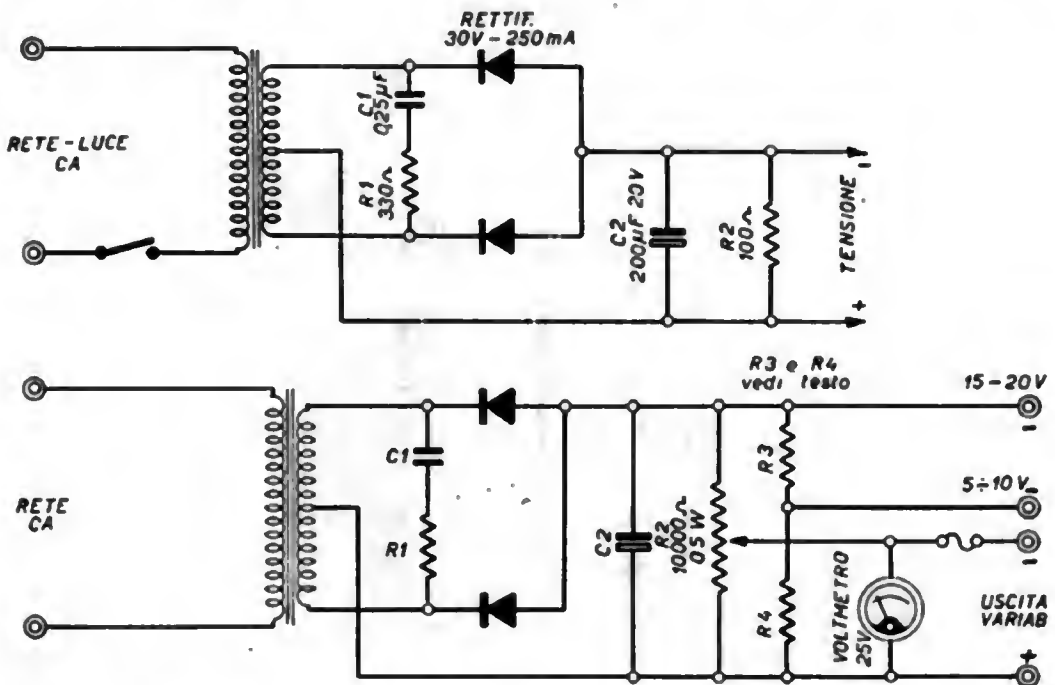 RETTIF.
30V-250mA
C1
0,25µF
R1
330Ω
RETE-LUCE
CA
C2
200µF 20V
R2
100Ω
TENSIONE
-
+
R3 e R4
vedi testo
15-20V
-
C1
R1
RETE
CA
C2
R2
10000Ω
05W
R3
R4
5÷10V
-
-
VOLTMETRO
25V
USCITA
VARIAB
+